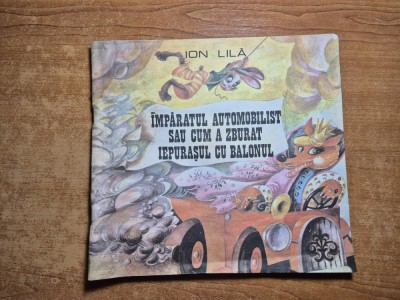 ION LILĂ
ÎMPĂRATUL AUTOMOBILIST
SAU CUM A ZBURAT
IEPURAȘUL CU BALONUL